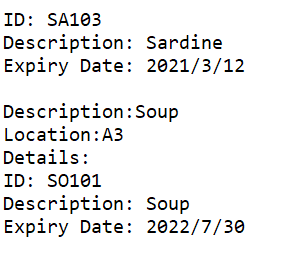 ID: SA103
Description: Sardine
Expiry Date: 2021/3/12

Description:Soup
Location:A3
Details:
ID: SO101
Description: Soup
Expiry Date: 2022/7/30